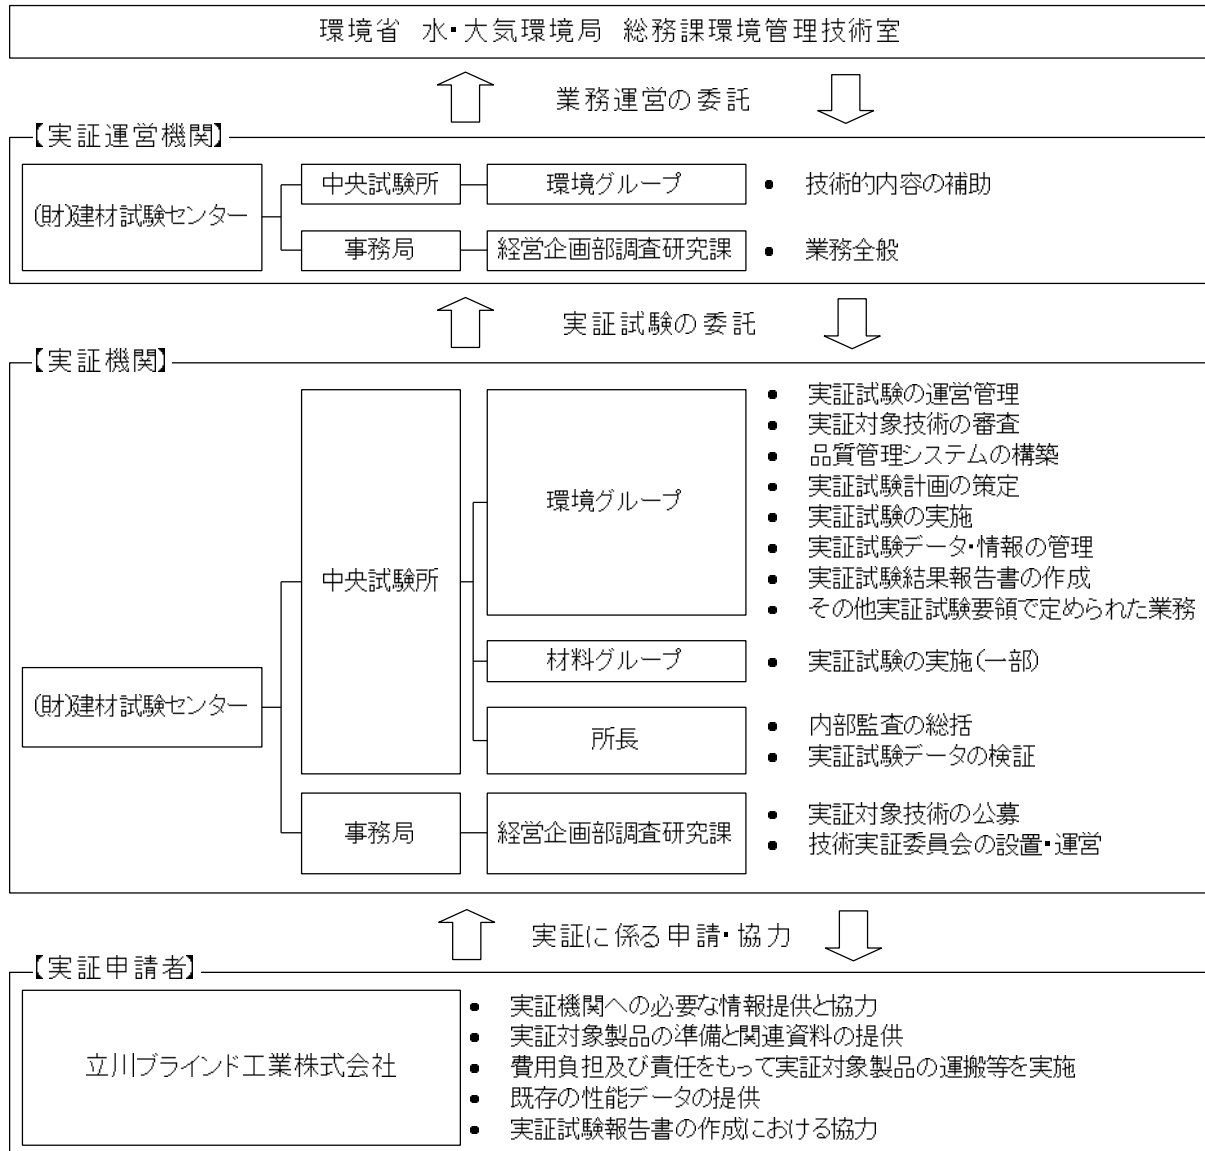 環境省 水・大気環境局 総務課環境管理技術室
業務運営の委託
【実証運営機関】
(財)建材試験センター
中央試験所
環境グループ
● 技術的内容の補助
事務局
経営企画部調査研究課
● 業務全般
実証試験の委託
【実証機関】
(財)建材試験センター
中央試験所
環境グループ
● 実証試験の運営管理
● 実証対象技術の審査
● 品質管理システムの構築
● 実証試験計画の策定
● 実証試験の実施
● 実証試験データ・情報の管理
● 実証試験結果報告書の作成
● その他実証試験要領で定められた業務
材料グループ
● 実証試験の実施(一部)
所長
● 内部監査の総括
● 実証試験データの検証
事務局
経営企画部調査研究課
● 実証対象技術の公募
● 技術実証委員会の設置・運営
実証に係る申請・協力
【実証申請者】
立川ブラインド工業株式会社
● 実証機関への必要な情報提供と協力
● 実証対象製品の準備と関連資料の提供
● 費用負担及び責任をもって実証対象製品の運搬等を実施
● 既存の性能データの提供
● 実証試験報告書の作成における協力